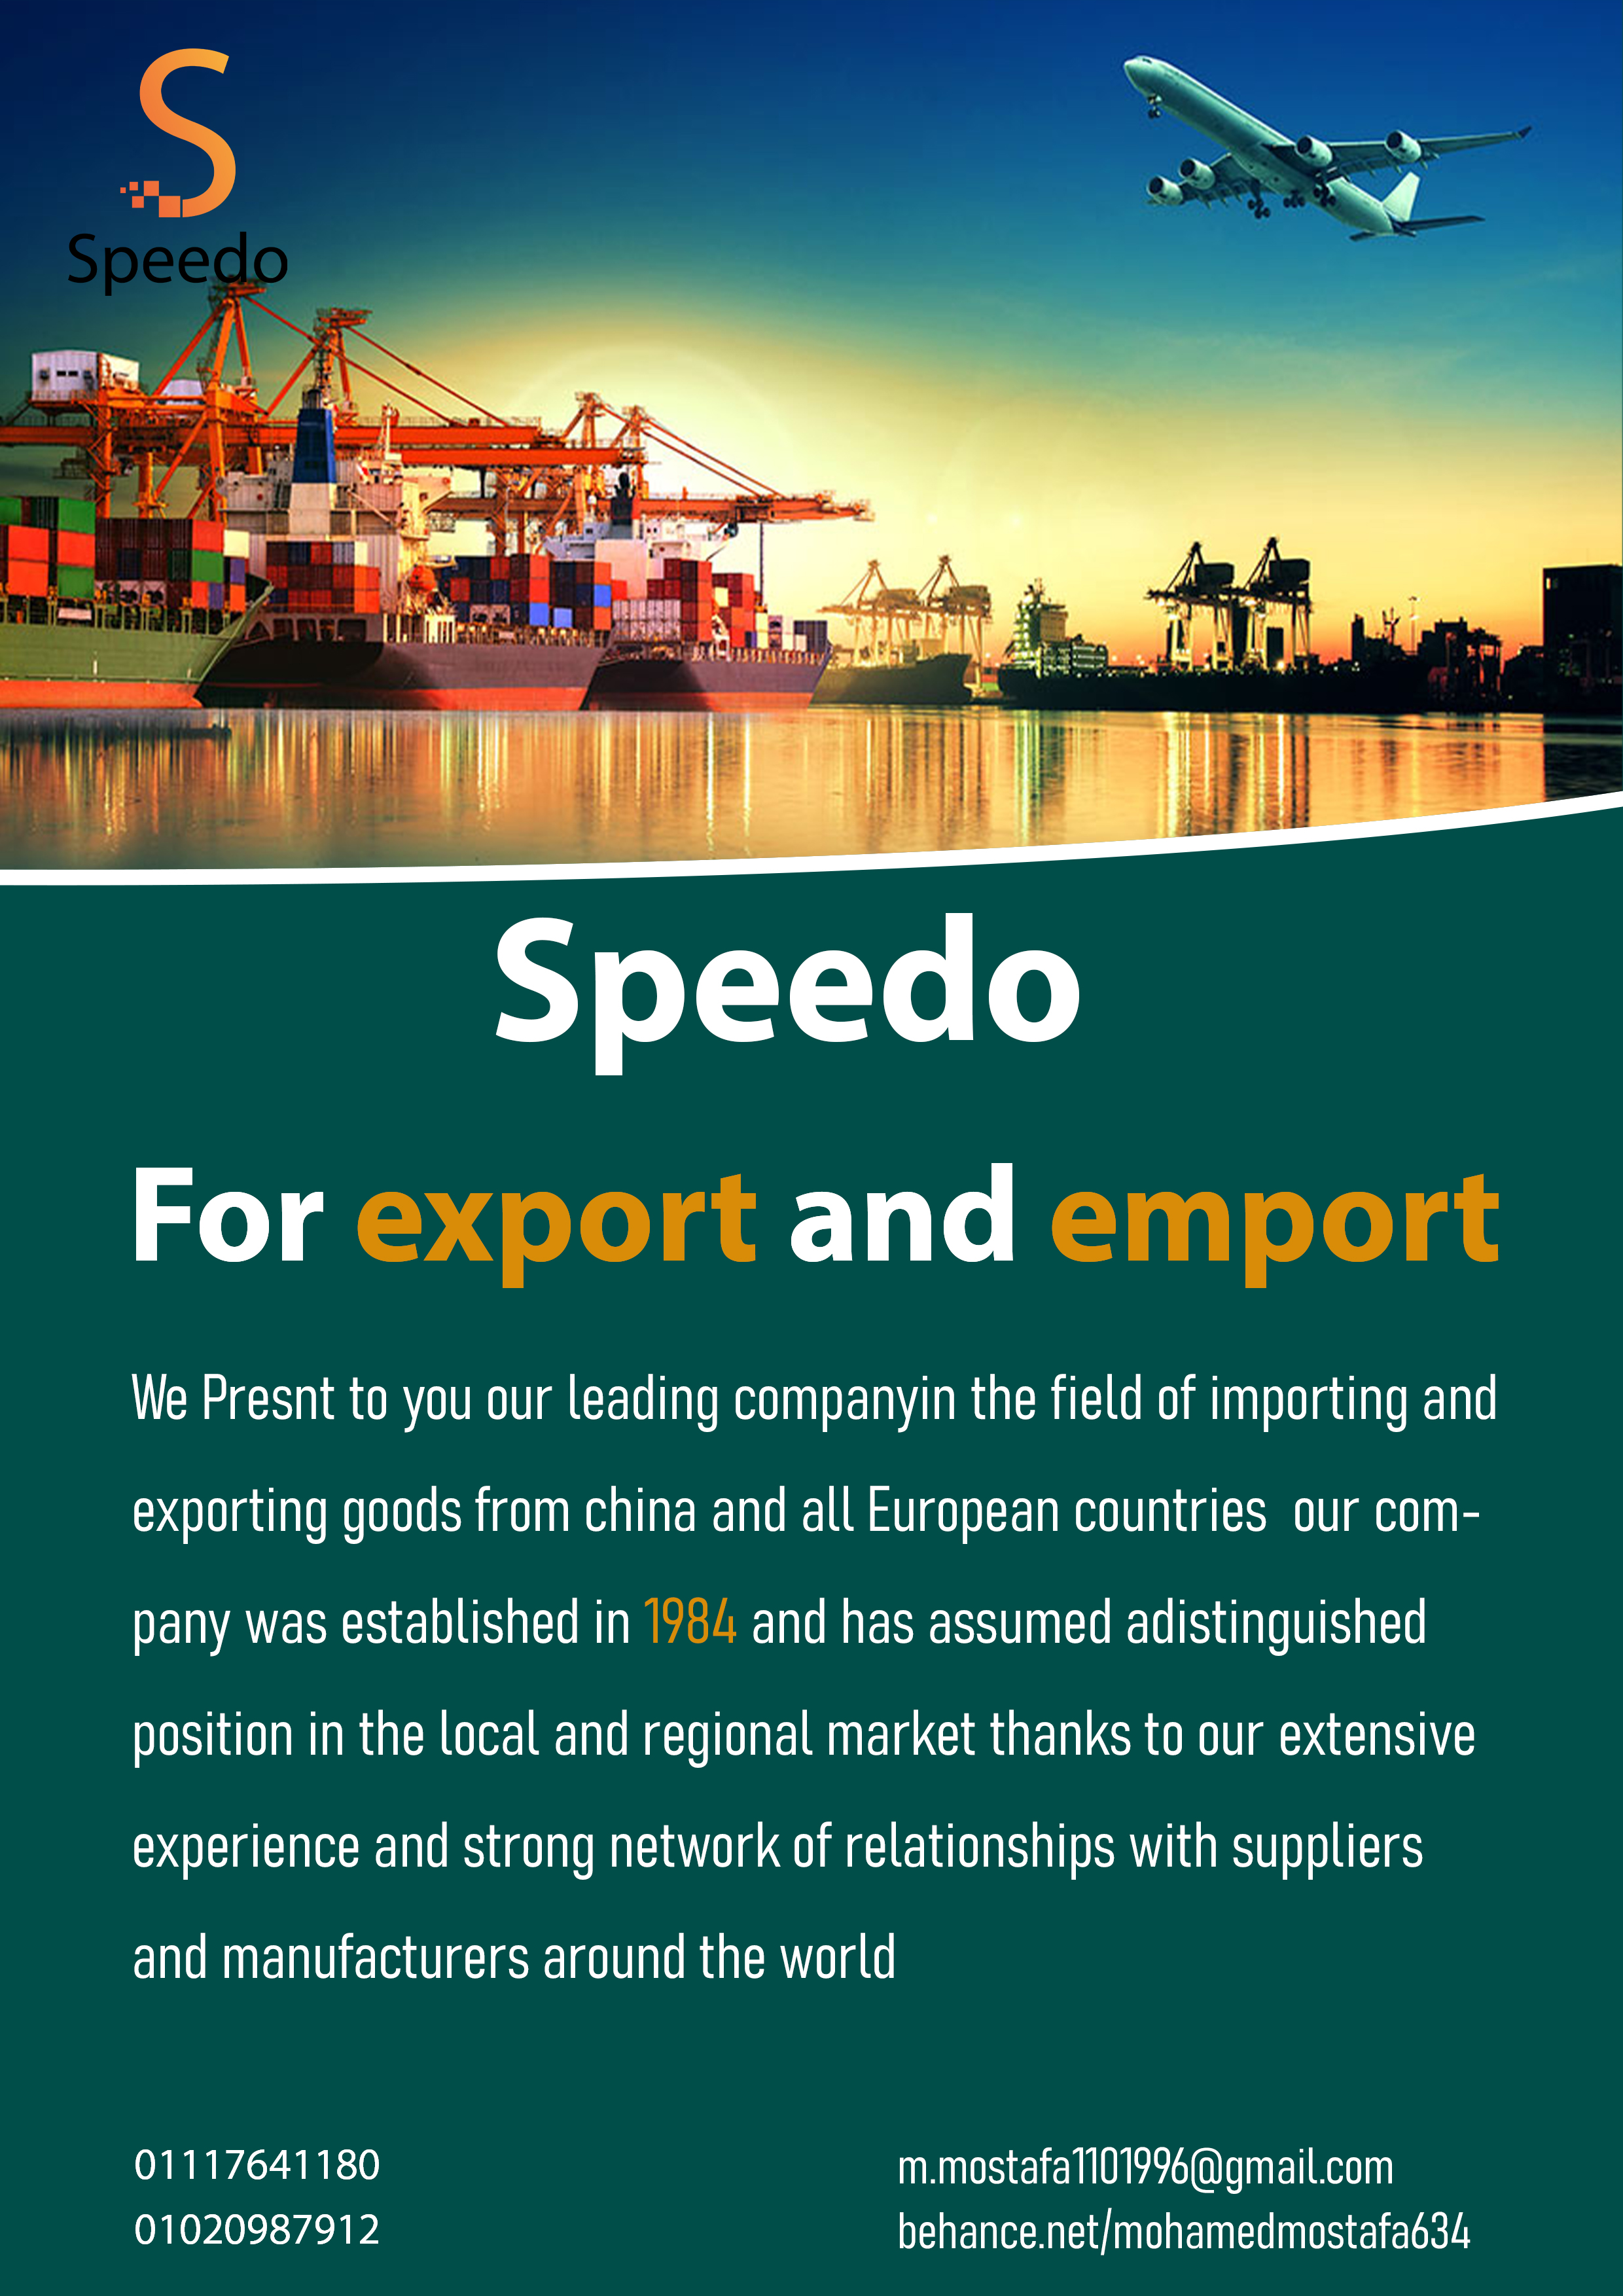 S
Speedo
Speedo
For export and emport
We Presnt to you our leading companyin the field of importing and
exporting goods from china and all European countries  our com-
pany was established in 1984 and has assumed adistinguished
position in the local and regional market thanks to our extensive
experience and strong network of relationships with suppliers
and manufacturers around the world
01117641180
01020987912
m.mostafa1101996@gmail.com
behance.net/mohamedmostafa634